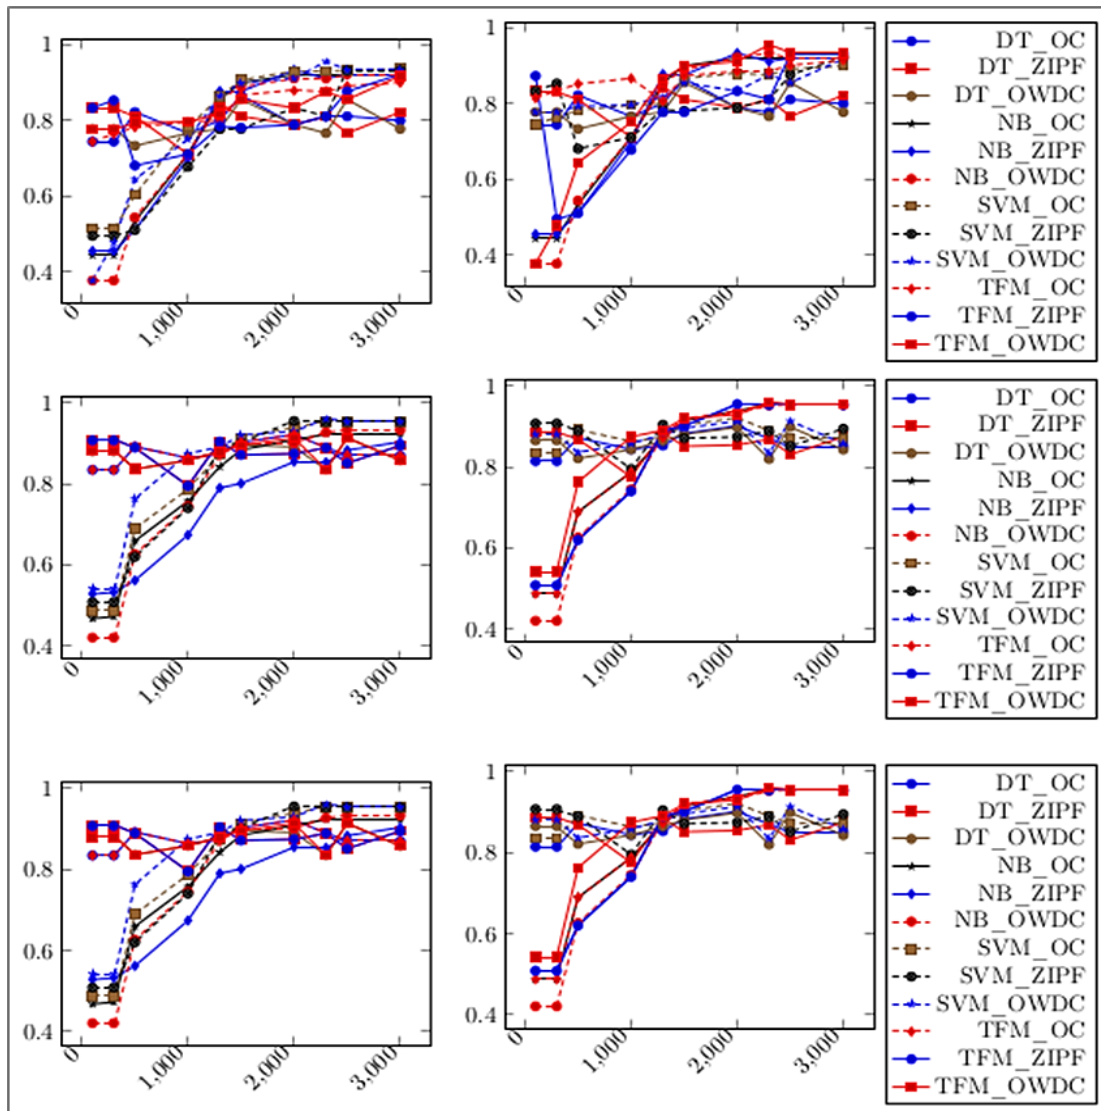 1
0.8
0.6
0.4
0
1,000
2,000
3,000
1
0.8
0.6
0.4
0
1,000
2,000
3,000
DT_OC
DT_ZIPF
DT_OWDC
NB_OC
NB_ZIPF
NB_OWDC
SVM_OC
SVM_ZIPF
SVM_OWDC
TFM_OC
TFM_ZIPF
TFM_OWDC
1
0.8
0.6
0.4
0
1,000
2,000
3,000
1
0.8
0.6
0.4
0
1,000
2,000
3,000
DT_OC
DT_ZIPF
DT_OWDC
NB_OC
NB_ZIPF
NB_OWDC
SVM_OC
SVM_ZIPF
SVM_OWDC
TFM_OC
TFM_ZIPF
TFM_OWDC
1
0.8
0.6
0.4
0
1,000
2,000
3,000
1
0.8
0.6
0.4
0
1,000
2,000
3,000
DT_OC
DT_ZIPF
DT_OWDC
NB_OC
NB_ZIPF
NB_OWDC
SVM_OC
SVM_ZIPF
SVM_OWDC
TFM_OC
TFM_ZIPF
TFM_OWDC